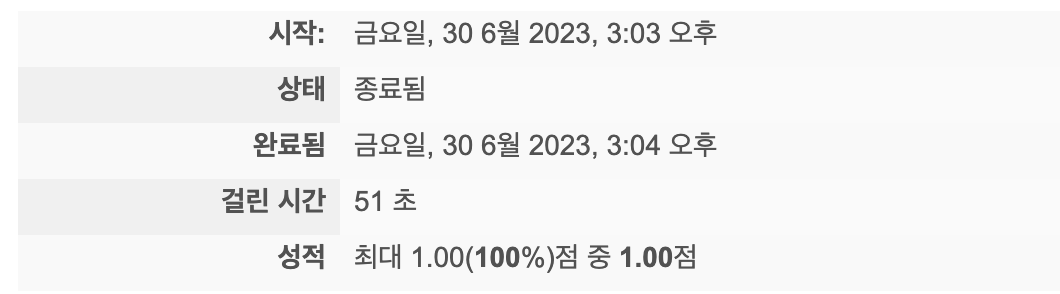 시작: 금요일, 30 6월 2023, 3:03 오후
상태 종료됨
완료됨 금요일, 30 6월 2023, 3:04 오후
걸린 시간 51 초
성적 최대 1.00(100%)점 중 1.00점